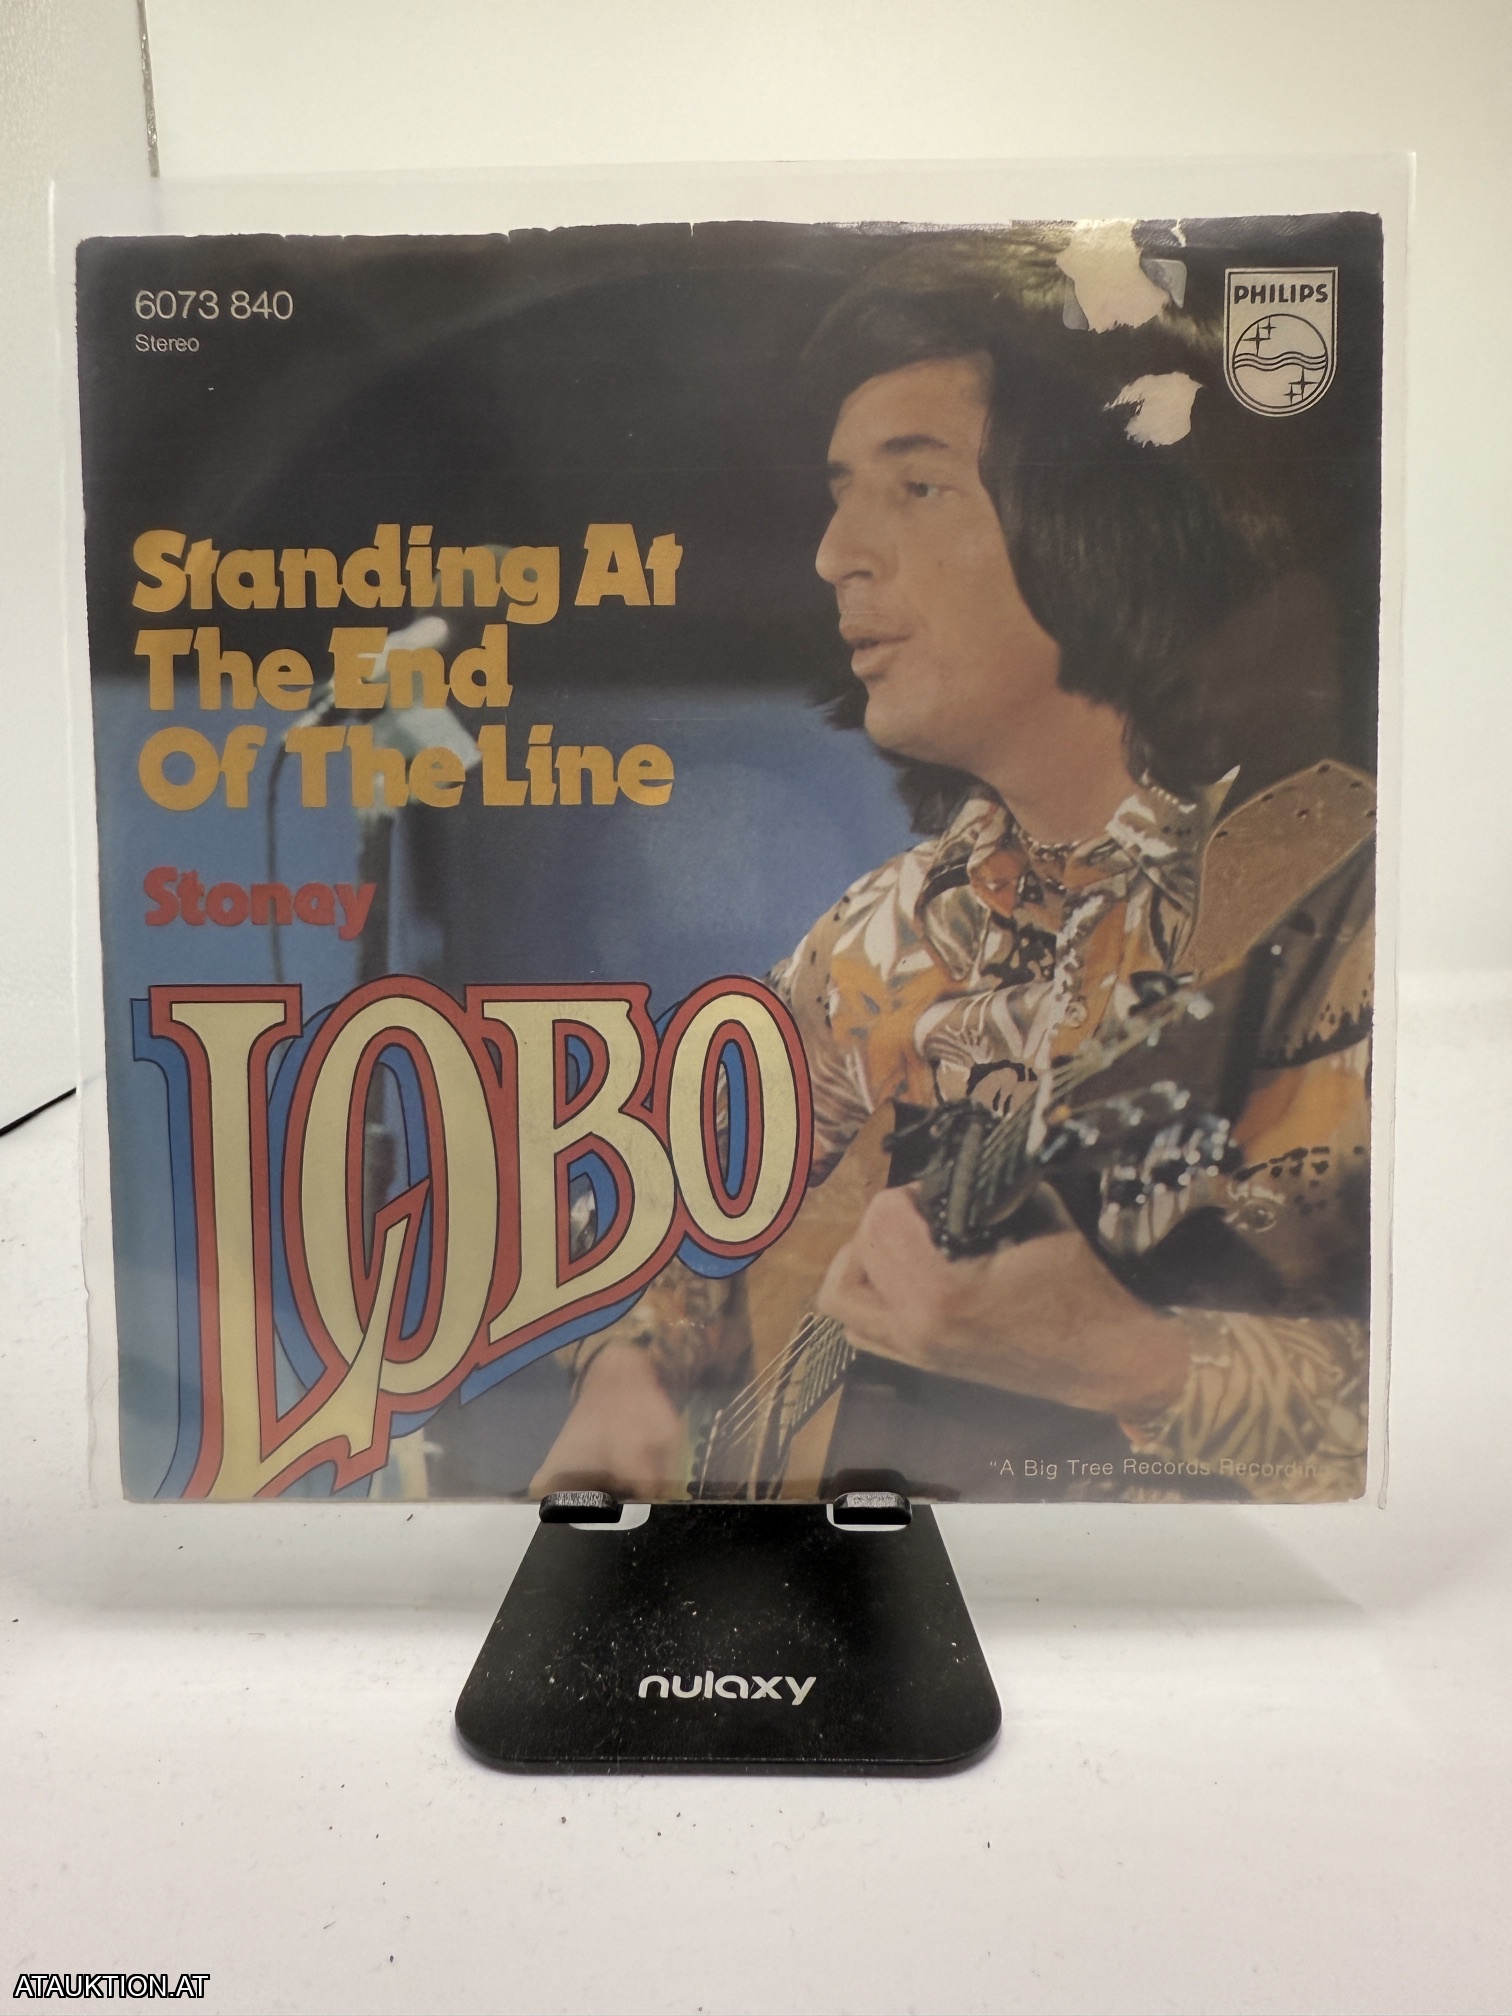 6073 840
Stereo
PHILIPS
Standing At
The End
Of The Line
Stoney
LOBO
"A Big Tree Records Recordin
nulaxy
ATAUKTION.AT